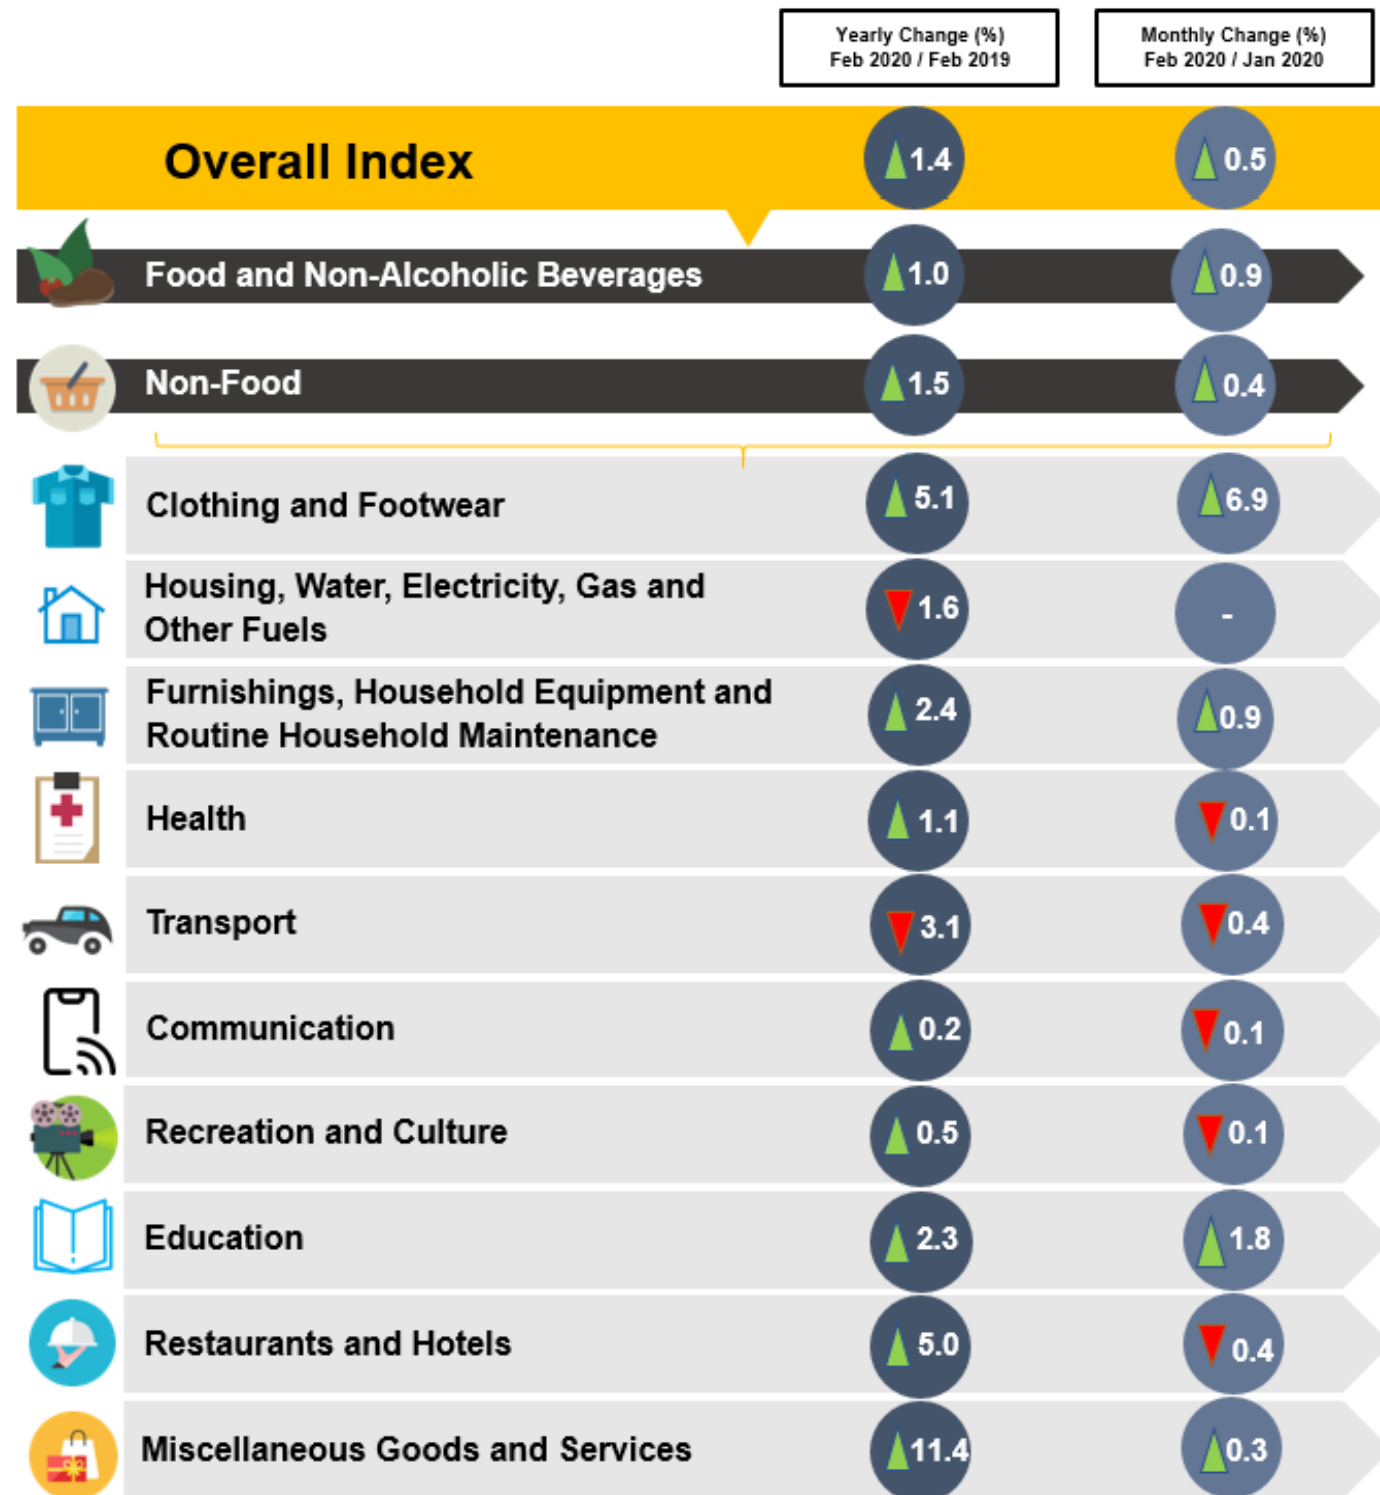 Yearly Change (%)
Feb 2020 / Feb 2019
Monthly Change (%)
Feb 2020 / Jan 2020
Overall Index 1.4 0.5
Food and Non-Alcoholic Beverages 1.0 0.9
Non-Food 1.5 0.4
Clothing and Footwear 5.1 6.9
Housing, Water, Electricity, Gas and
Other Fuels 1.6 -
Furnishings, Household Equipment and
Routine Household Maintenance 2.4 0.9
Health 1.1 0.1
Transport 3.1 0.4
Communication 0.2 0.1
Recreation and Culture 0.5 0.1
Education 2.3 1.8
Restaurants and Hotels 5.0 0.4
Miscellaneous Goods and Services 11.4 0.3